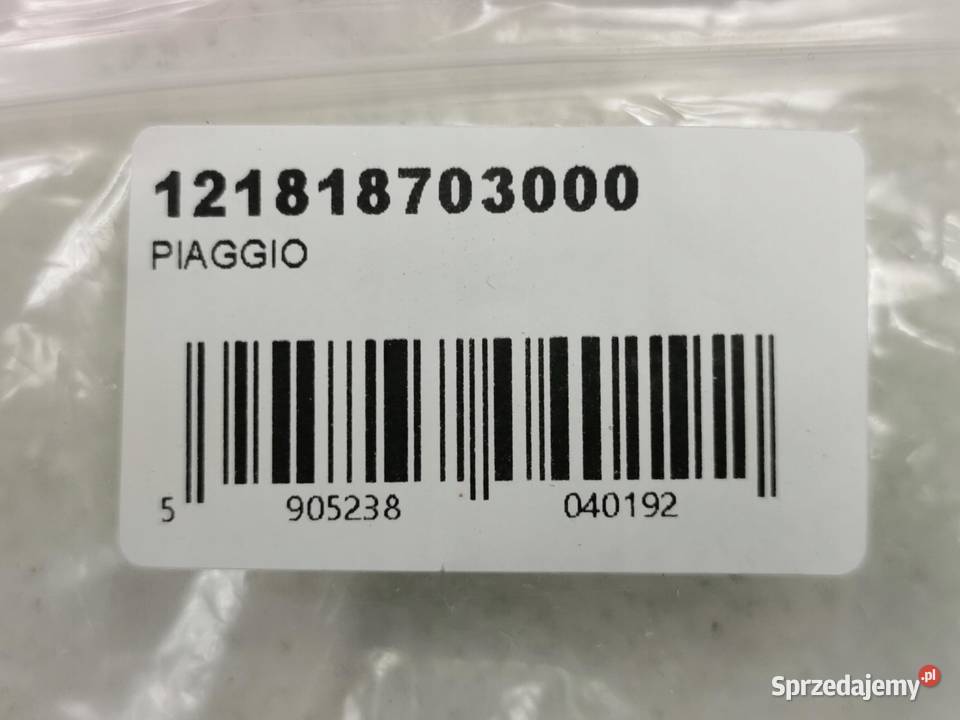 121818703000
PIAGGIO
5 905238 040192
Sprzedajemy.pl